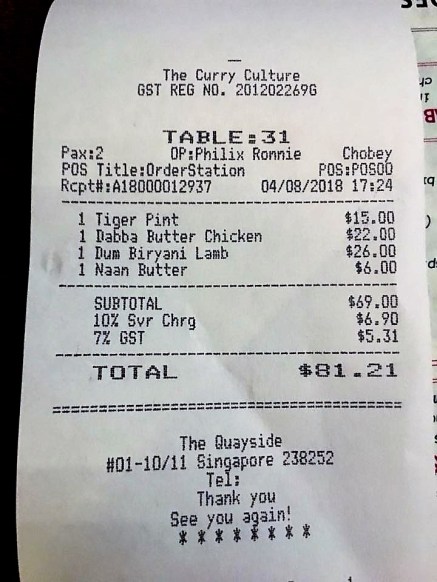 The Curry Culture
GST REG NO. 201202269G
TABLE:31
Pax:2 OP:Philix Ronnie Chobey
POS Title:OrderStation POS:POS00
Rcpt#:A18000012937 04/08/2018 17:24
1 Tiger Pint $15.00
1 Dabba Butter Chicken $22.00
1 Dum Biryani Lamb $26.00
1 Naan Butter $6.00
SUBTOTAL $69.00
10% Svr Chrg $6.90
7% GST $5.31
TOTAL $81.21
The Quayside
#01-10/11 Singapore 238252
Tel:
Thank you
See you again!
* * * * * * * *